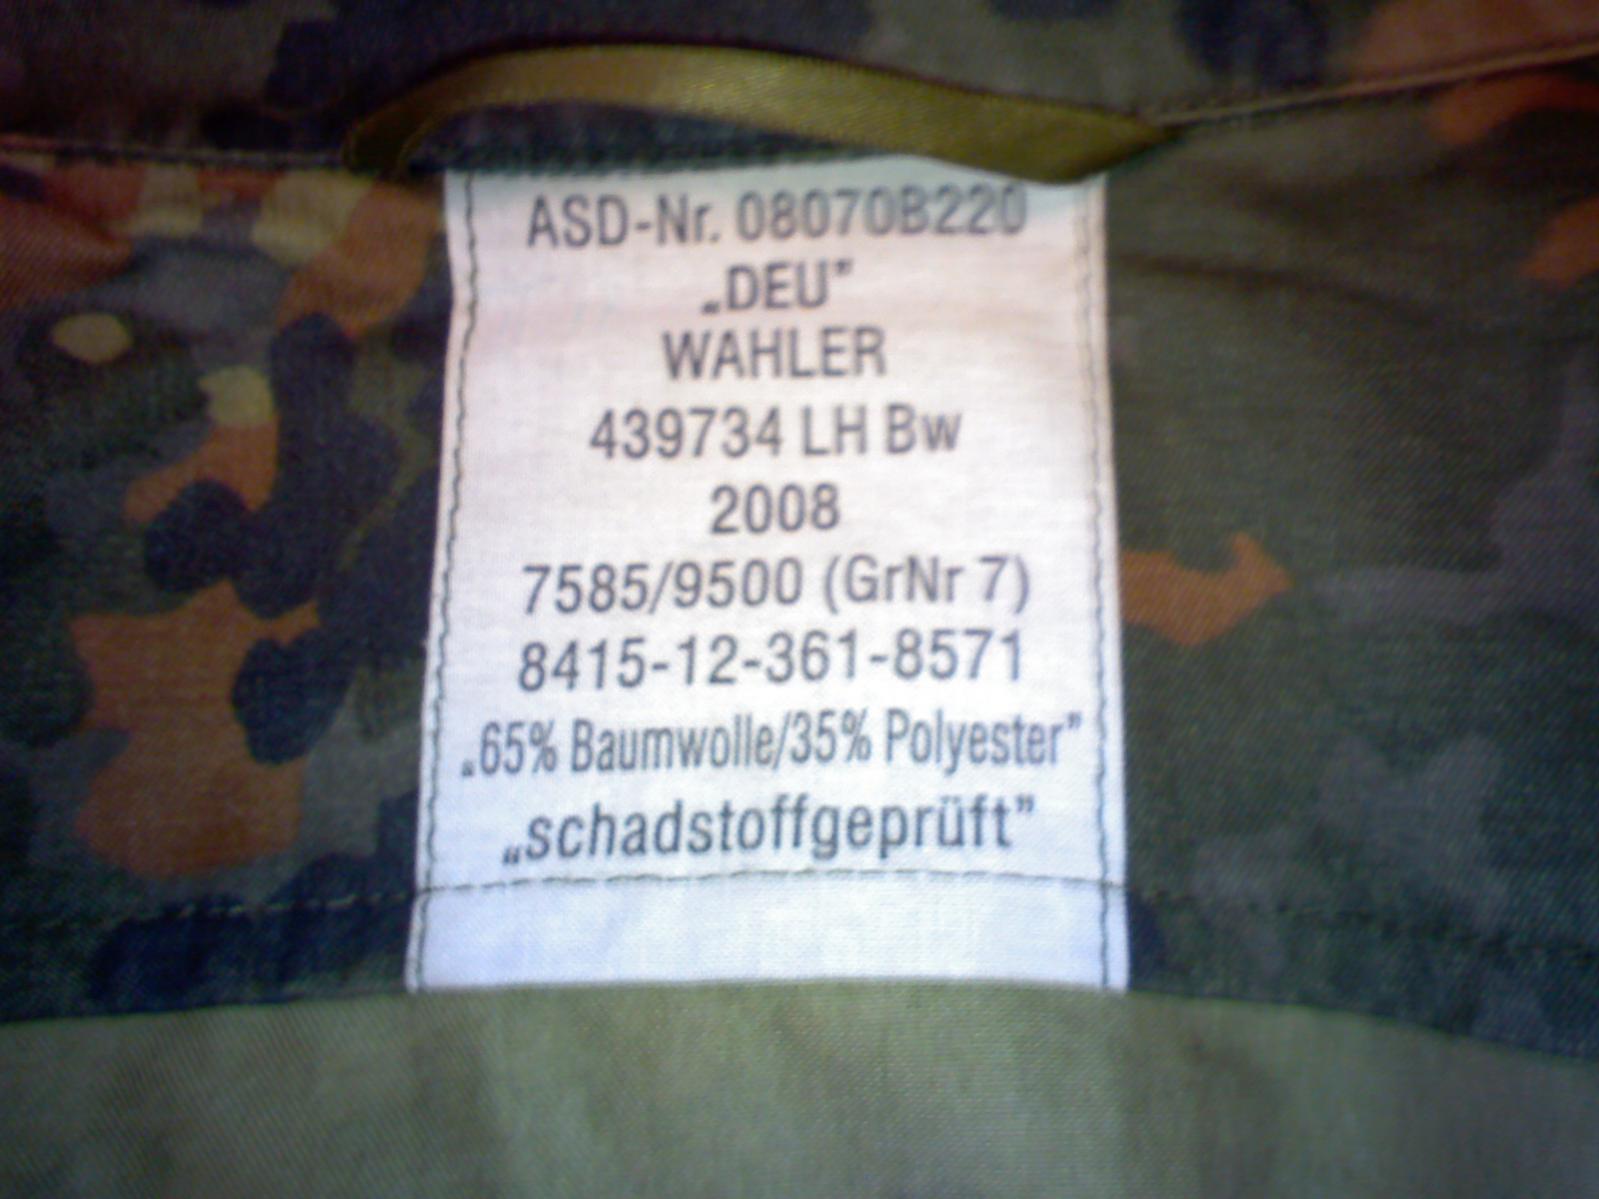 ASD-Nr. 08070B220
„DEU”
WAHLER
439734 LH Bw
2008
7585/9500 (GrNr 7)
8415-12-361-8571
„65% Baumwolle/35% Polyester”
„schadstoffgeprüft”